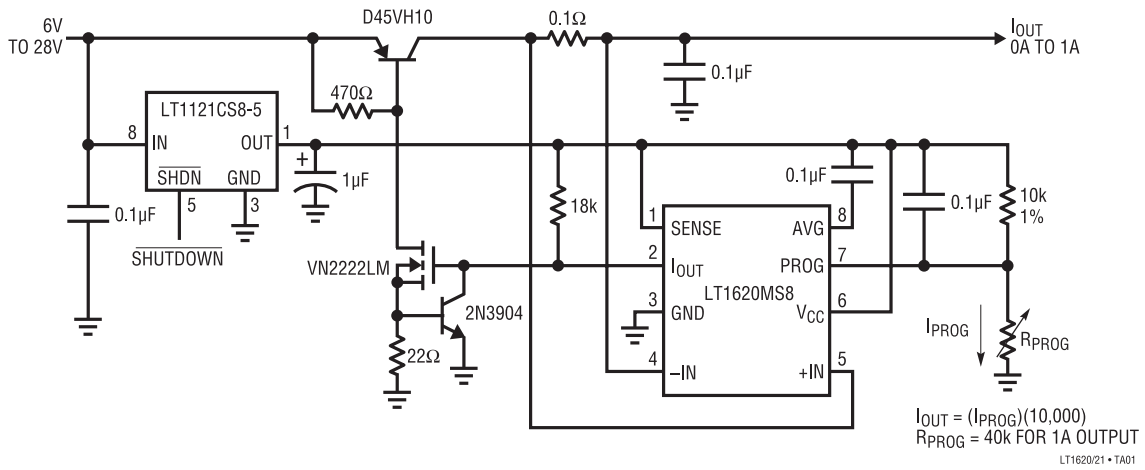 6V
TO 28V
D45VH10
0.1Ω
IOUT
0A TO 1A
0.1µF
470Ω
LT1121CS8-5
8
IN
OUT
1
SHDN
GND
5
3
+
1µF
0.1µF
SHUTDOWN
18k
0.1µF
0.1µF
10k
1%
1
SENSE
AVG
8
VN2222LM
2
IOUT
PROG
7
LT1620MS8
3
GND
VCC
6
2N3904
22Ω
4
–IN
+IN
5
IPROG
RPROG
IOUT = (IPROG)(10,000)
RPROG = 40k FOR 1A OUTPUT
LT1620/21 • TA01